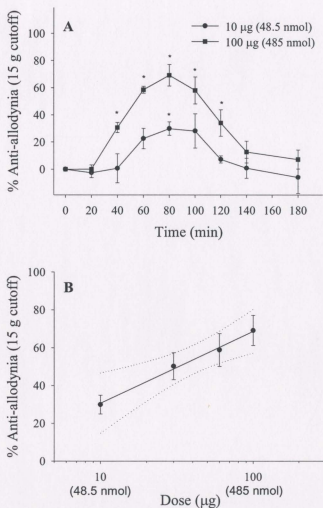 A
10 μg (48.5 nmol)
100 μg (485 nmol)
% Anti-allodynia (15 g cutoff)
100
80
60
40
20
0
* * * * * *
0 20 40 60 80 100 120 140 180
Time (min)
B
% Anti-allodynia (15 g cutoff)
100
80
60
40
20
0
10 100
(48.5 nmol) (485 nmol)
Dose (μg)